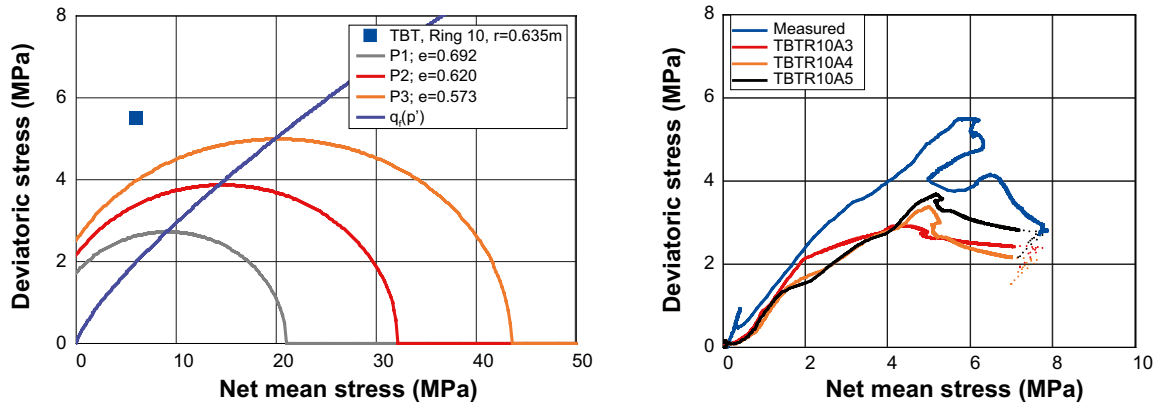 8
6
4
2
0
Deviatoric stress (MPa)
TBT, Ring 10, r=0.635m
P1; e=0.692
P2; e=0.620
P3; e=0.573
qf(p')
0
10
20
30
40
50
Net mean stress (MPa)
8
6
4
2
0
Deviatoric stress (MPa)
Measured
TBTR10A3
TBTR10A4
TBTR10A5
0
2
4
6
8
10
Net mean stress (MPa)